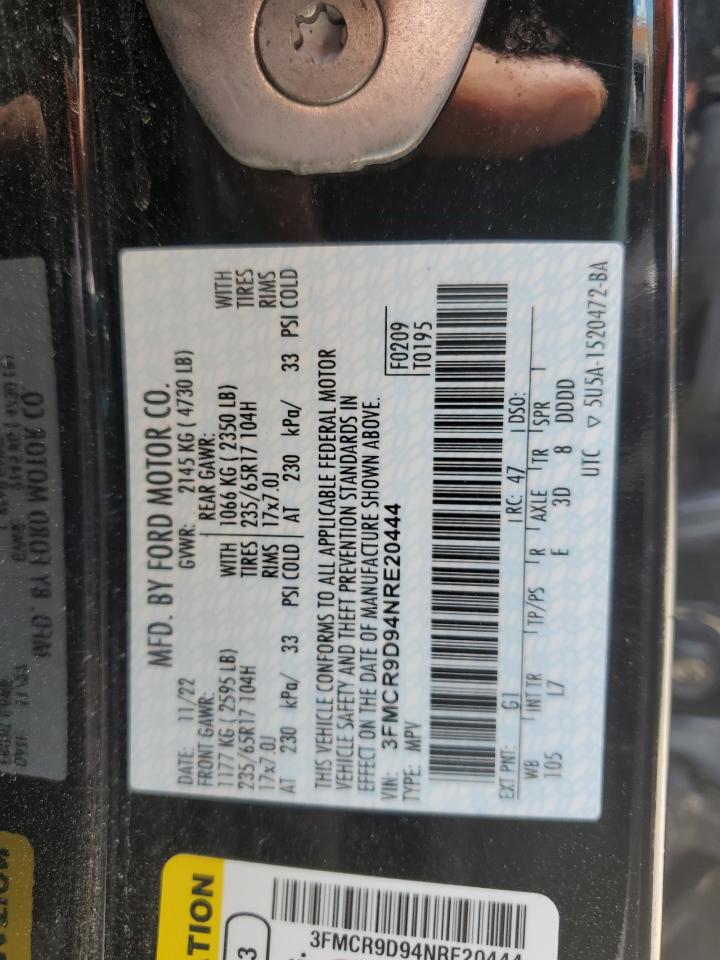 MFD. BY FORD MOTOR CO.
DATE: 11/22 GVWR: 2145 KG ( 4730 LB)
FRONT GAWR: REAR GAWR:
1177 KG ( 2595 LB) WITH 1066 KG ( 2350 LB) WITH
235/65R17 104H TIRES 235/65R17 104H TIRES
17x7.0J RIMS 17x7.0J RIMS
AT 230 kPa/ 33 PSI COLD AT 230 kPa/ 33 PSI COLD
THIS VEHICLE CONFORMS TO ALL APPLICABLE FEDERAL MOTOR
VEHICLE SAFETY AND THEFT PREVENTION STANDARDS IN
EFFECT ON THE DATE OF MANUFACTURE SHOWN ABOVE.
VIN: 3FMCR9D94NRE20444 F0209
TYPE: MPV T0195
EXT PNT: G1 RC: 47 DSO:
WB INT TR TP/PS R AXLE TR SPR
105 L7 E 3D 8 DDDD
UTC ▽ 5U5A-1520472-BA
3FMCR9D94NRE20444